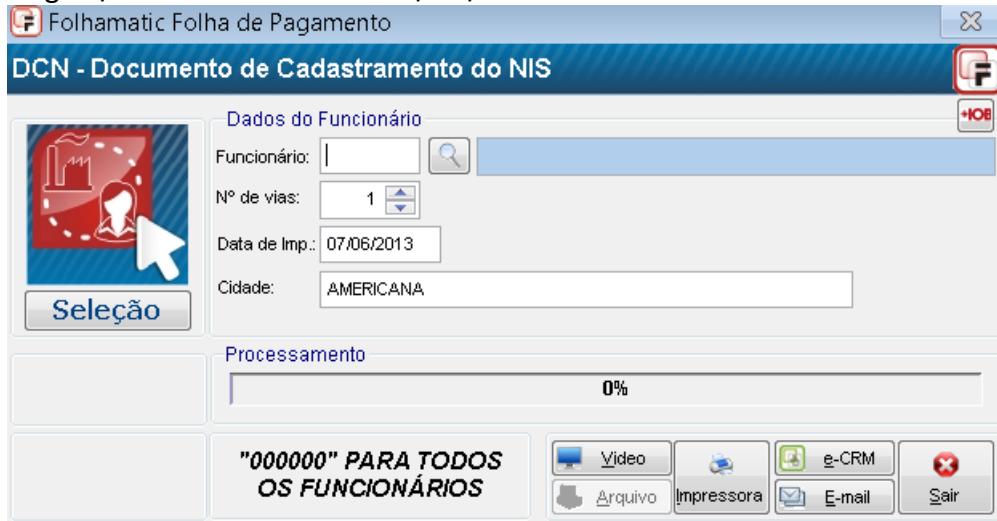 Folhamatic Folha de Pagamento
DCN - Documento de Cadastramento do NIS
+IOB
Dados do Funcionário
Funcionário:
Nº de vias: 1
Data de Imp.: 07/06/2013
Cidade: AMERICANA
Seleção
Processamento
0%
"000000" PARA TODOS
OS FUNCIONÁRIOS
Video
Arquivo
Impressora
e-CRM
E-mail
Sair